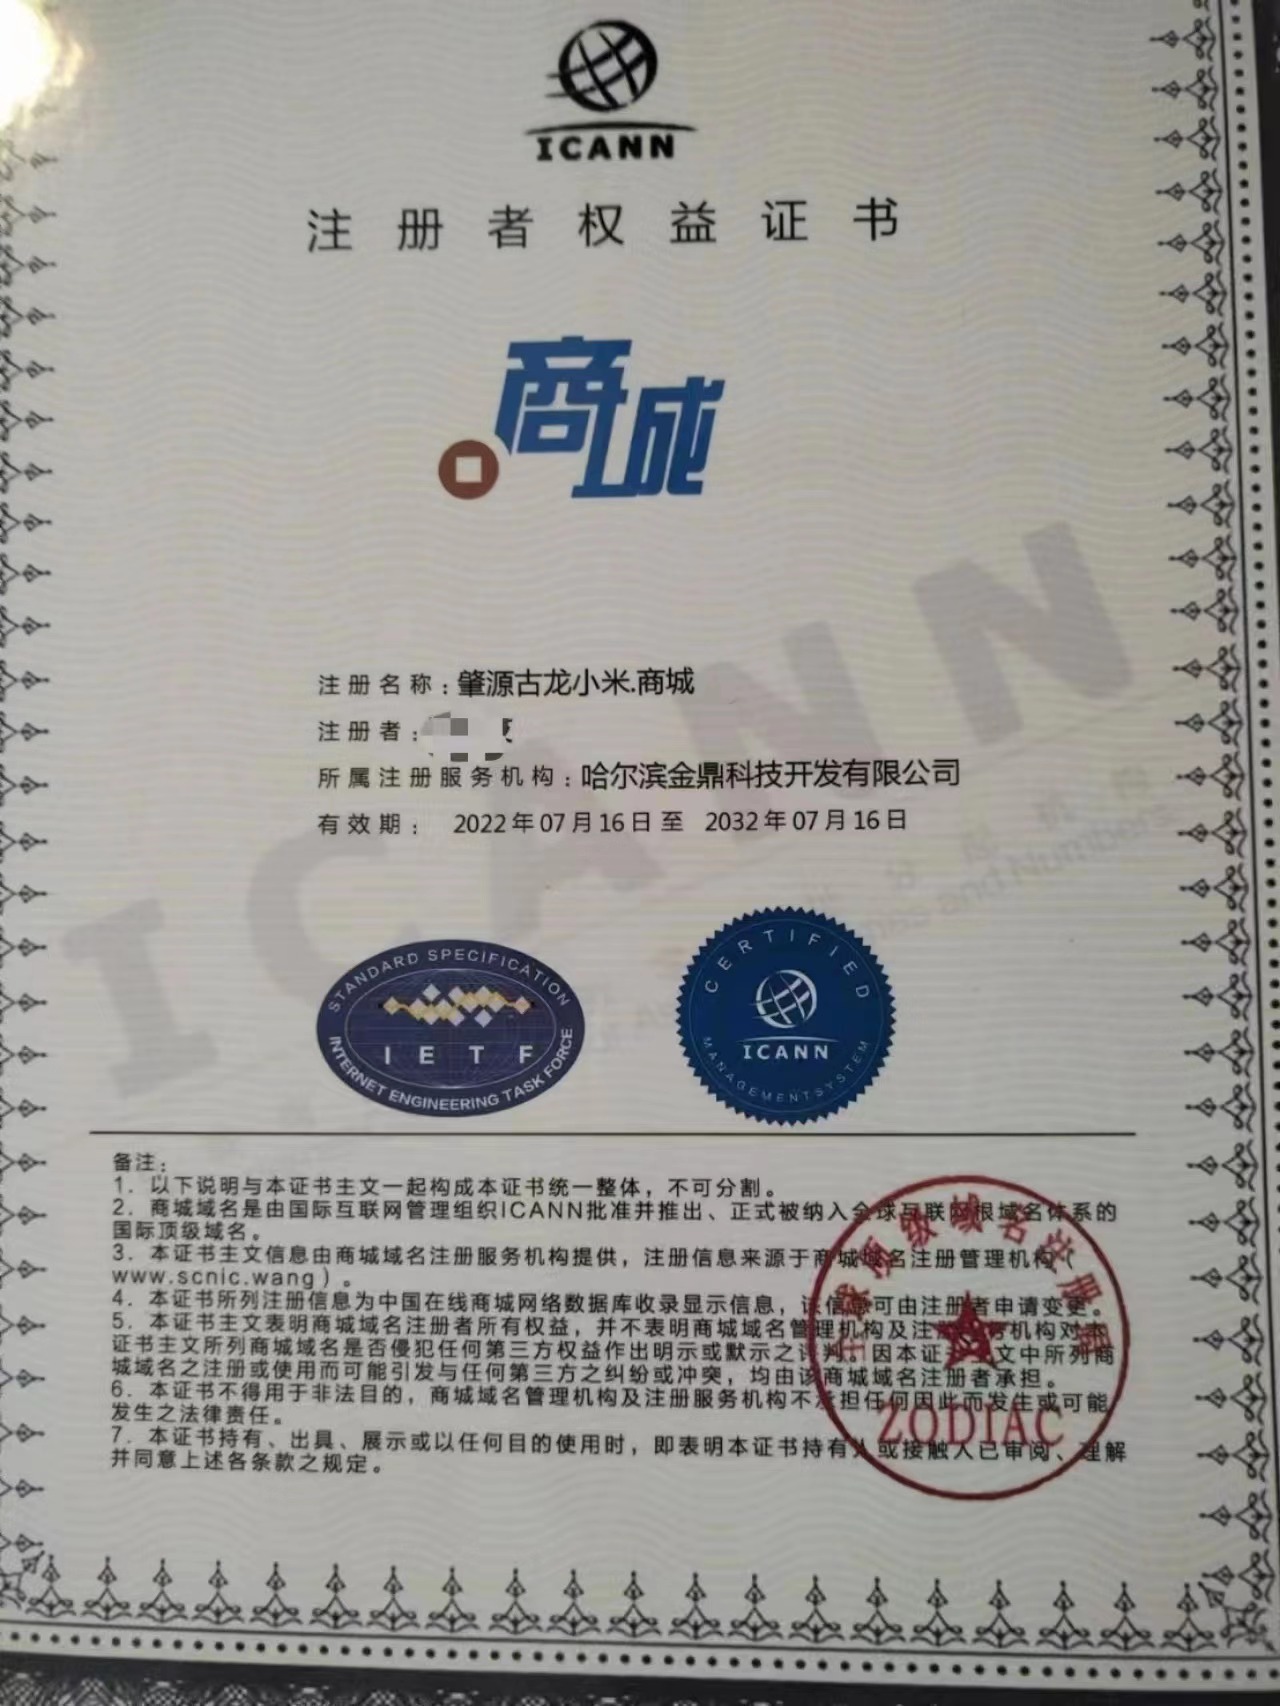 ICANN
注册者权益证书
商城
注册名称：肇源古龙小米.商城
注册者：
所属注册服务机构：哈尔滨金鼎科技开发有限公司
有效期： 2022年07月16日至 2032年07月16日
ICANN
STANDARD SPECIFICATION
IETF
INTERNET ENGINEERING TASK FORCE
CERTIFIED
ICANN
MANAGEMENTSYSTEM
备注：
1．以下说明与本证书主文一起构成本证书统一整体，不可分割。
2．商城域名是由国际互联网管理组织ICANN批准并推出、正式被纳入全球互联网根域名体系的
国际顶级域名。
3．本证书主文信息由商城域名注册服务机构提供，注册信息来源于商城域名注册管理机构（
www.scnic.wang）。
4．本证书所列注册信息为中国在线商城网络数据库收录显示信息，该信息可由注册者申请变更。
5．本证书主文表明商城域名注册者所有权益，并不表明商城域名管理机构及注册服务机构对本
证书主文所列商城域名是否侵犯任何第三方权益作出明示或默示之评判。因本证书主文中所列商
城域名之注册或使用而可能引发与任何第三方之纠纷或冲突，均由该商城域名注册者承担。
6．本证书不得用于非法目的，商城域名管理机构及注册服务机构不承担任何因此而发生或可能
发生之法律责任。
7．本证书持有、出具、展示或以任何目的使用时，即表明本证书持有人或接触人已审阅、理解
并同意上述各条款之规定。
ZODIAC